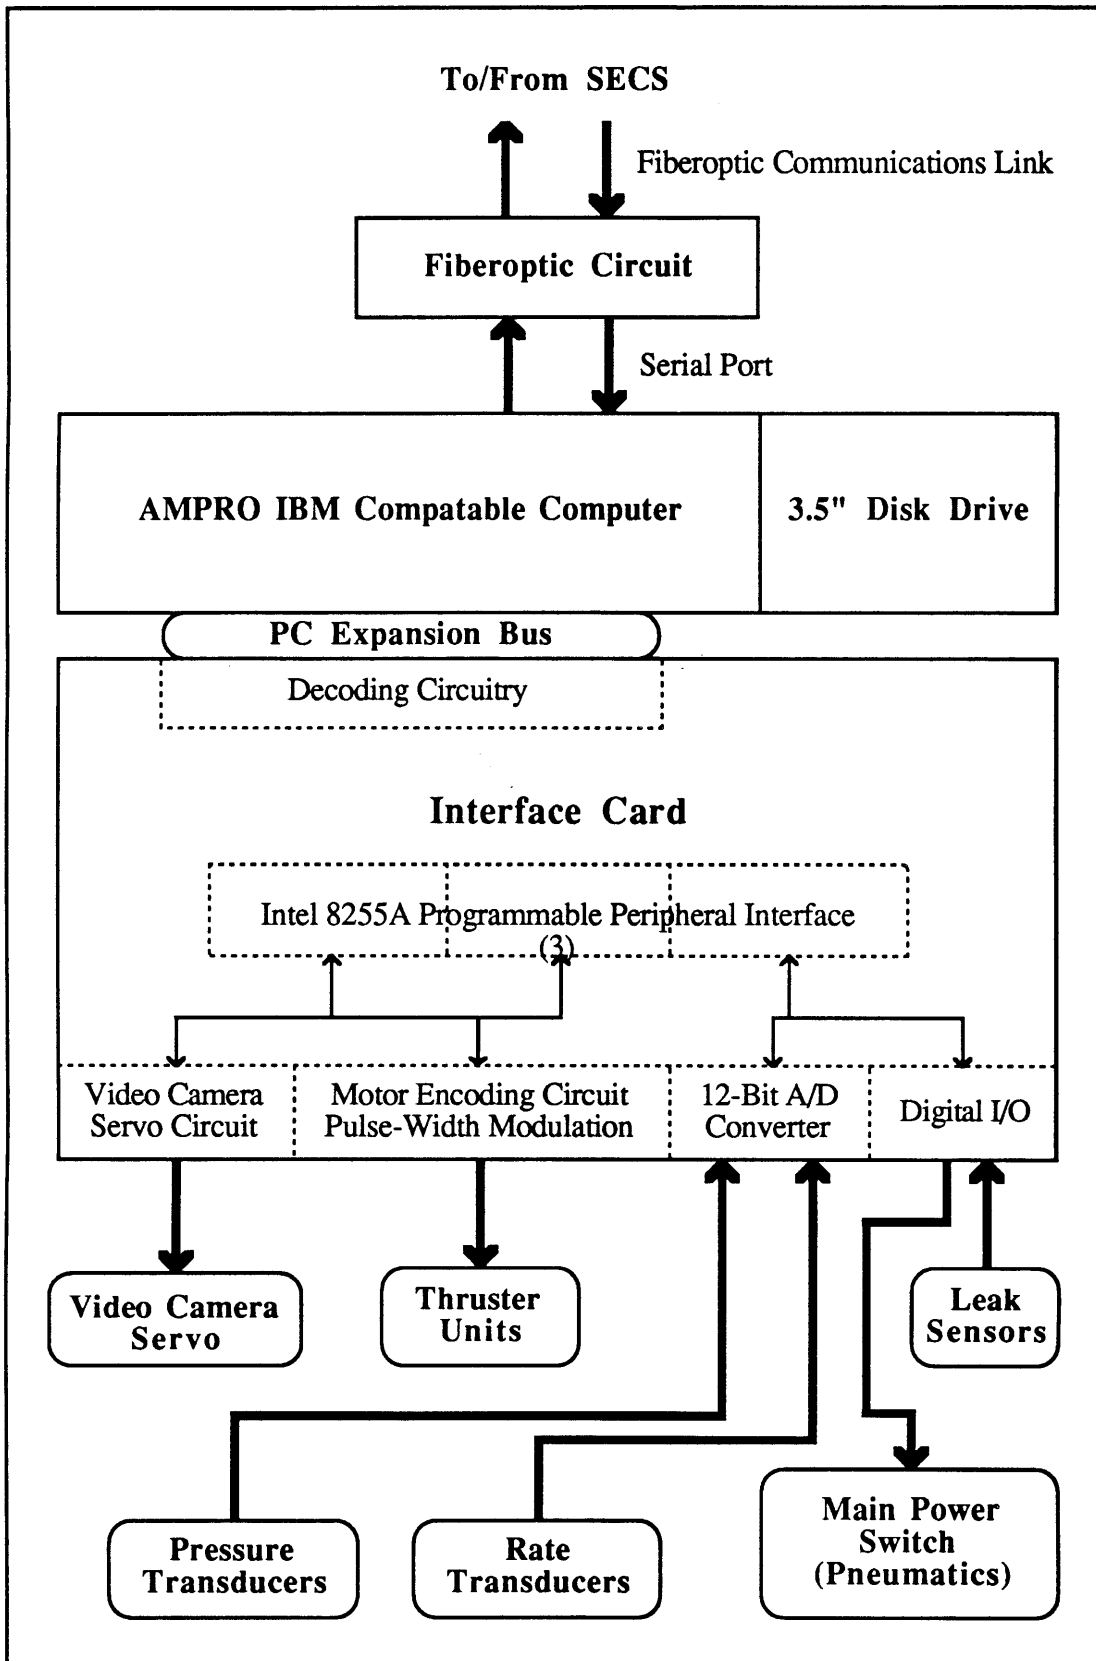 To/From SECS
Fiberoptic Communications Link
Fiberoptic Circuit
Serial Port
AMPRO IBM Compatable Computer
3.5" Disk Drive
PC Expansion Bus
Decoding Circuitry
Interface Card
Intel 8255A Programmable Peripheral Interface
(3)
Video Camera
Servo Circuit
Motor Encoding Circuit
Pulse-Width Modulation
12-Bit A/D
Converter
Digital I/O
Video Camera
Servo
Thruster
Units
Leak
Sensors
Pressure
Transducers
Rate
Transducers
Main Power
Switch
(Pneumatics)